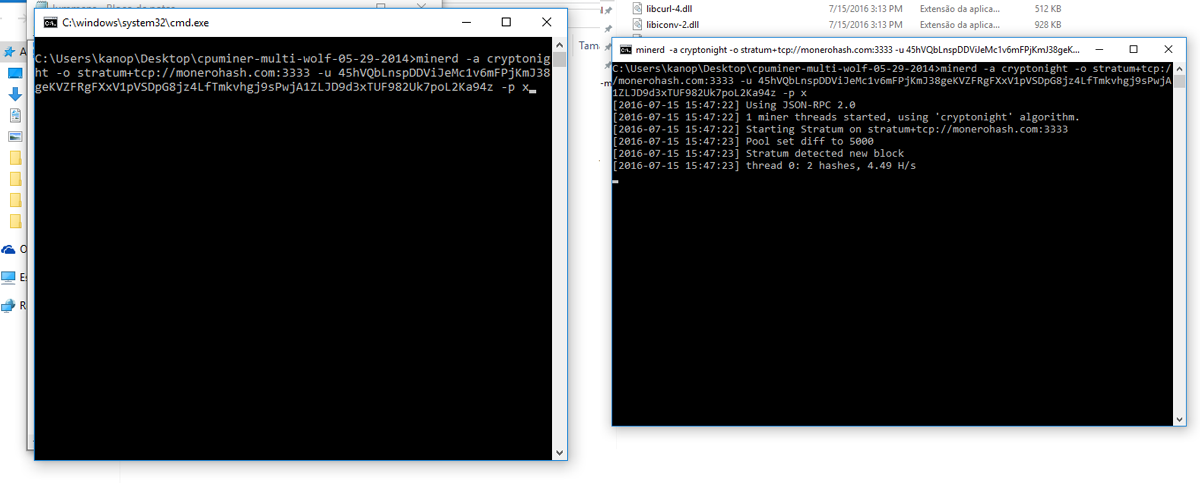 C:\windows\system32\cmd.exe
C:\Users\kanop\Desktop\cpuminer-multi-wolf-05-29-2014>minerd -a cryptonig
ht -o stratum+tcp://monerohash.com:3333 -u 45hVQbLnspDDViJeMc1v6mFPjKmJ38
geKVZFRgFXxV1pVSDpG8jz4LfTmkvhgj9sPwjA1ZLJD9d3xTUF982Uk7poL2Ka94z -p x
Tama
libcurl-4.dll 7/15/2016 3:13 PM Extensão da aplica... 512 KB
libiconv-2.dll 7/15/2016 3:13 PM Extensão da aplica... 928 KB
minerd -a cryptonight -o stratum+tcp://monerohash.com:3333 -u 45hVQbLnspDDViJeMc1v6mFPjKmJ38geK...
C:\Users\kanop\Desktop\cpuminer-multi-wolf-05-29-2014>minerd -a cryptonight -o stratum+tcp:/
/monerohash.com:3333 -u 45hVQbLnspDDViJeMc1v6mFPjKmJ38geKVZFRgFXxV1pVSDpG8jz4LfTmkvhgj9sPwjA
1ZLJD9d3xTUF982Uk7poL2Ka94z -p x
[2016-07-15 15:47:22] Using JSON-RPC 2.0
[2016-07-15 15:47:22] 1 miner threads started, using 'cryptonight' algorithm.
[2016-07-15 15:47:22] Starting Stratum on stratum+tcp://monerohash.com:3333
[2016-07-15 15:47:23] Pool set diff to 5000
[2016-07-15 15:47:23] Stratum detected new block
[2016-07-15 15:47:23] thread 0: 2 hashes, 4.49 H/s